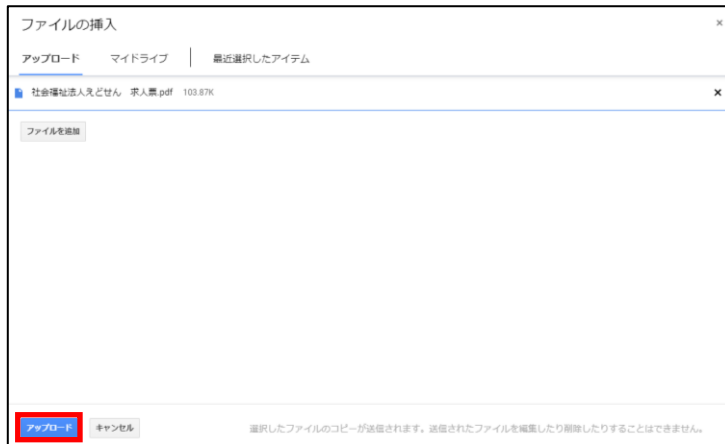 ファイルの挿入 ×
アップロード マイドライブ 最近選択したアイテム
社会福祉法人えどせん 求人票.pdf 103.87K ×
ファイルを追加
アップロード キャンセル 選択したファイルのコピーが送信されます。送信されたファイルを編集したり削除したりすることはできません。